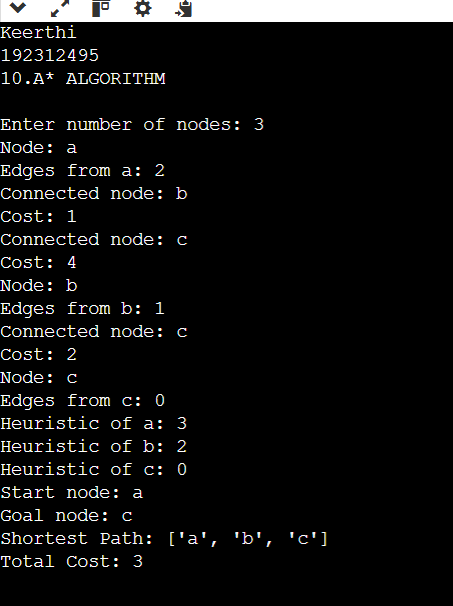 Keerthi
192312495
10.A* ALGORITHM
Enter number of nodes: 3
Node: a
Edges from a: 2
Connected node: b
Cost: 1
Connected node: c
Cost: 4
Node: b
Edges from b: 1
Connected node: c
Cost: 2
Node: c
Edges from c: 0
Heuristic of a: 3
Heuristic of b: 2
Heuristic of c: 0
Start node: a
Goal node: c
Shortest Path: ['a', 'b', 'c']
Total Cost: 3